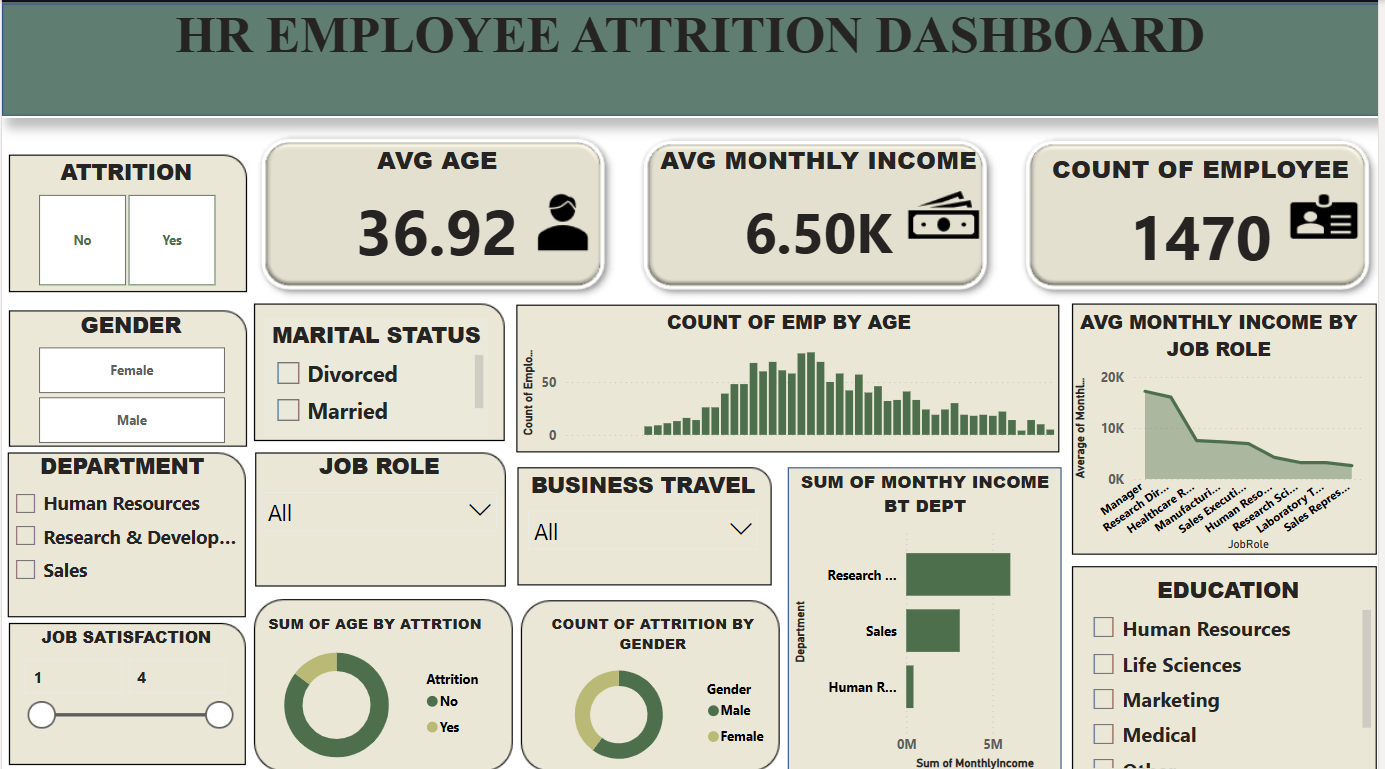 HR EMPLOYEE ATTRITION DASHBOARD
ATTRITION
No
Yes
AVG AGE
36.92
AVG MONTHLY INCOME
6.50K
COUNT OF EMPLOYEE
1470
GENDER
Female
Male
MARITAL STATUS
Divorced
Married
COUNT OF EMP BY AGE
Count of Emplo...
50
0
AVG MONTHLY INCOME BY
JOB ROLE
Average of Monthl...
20K
10K
0K
Manager
Research Dir...
Healthcare R...
Manufacturi...
Sales Executi...
Human Reso...
Research Sci...
Laboratory T...
Sales Repres...
JobRole
DEPARTMENT
Human Resources
Research & Develop...
Sales
JOB ROLE
All
BUSINESS TRAVEL
All
SUM OF MONTHY INCOME
BT DEPT
Department
Research ...
Sales
Human R...
0M
5M
Sum of MonthlyIncome
EDUCATION
Human Resources
Life Sciences
Marketing
Medical
JOB SATISFACTION
1
4
SUM OF AGE BY ATTRTION
Attrition
No
Yes
COUNT OF ATTRITION BY
GENDER
Gender
Male
Female